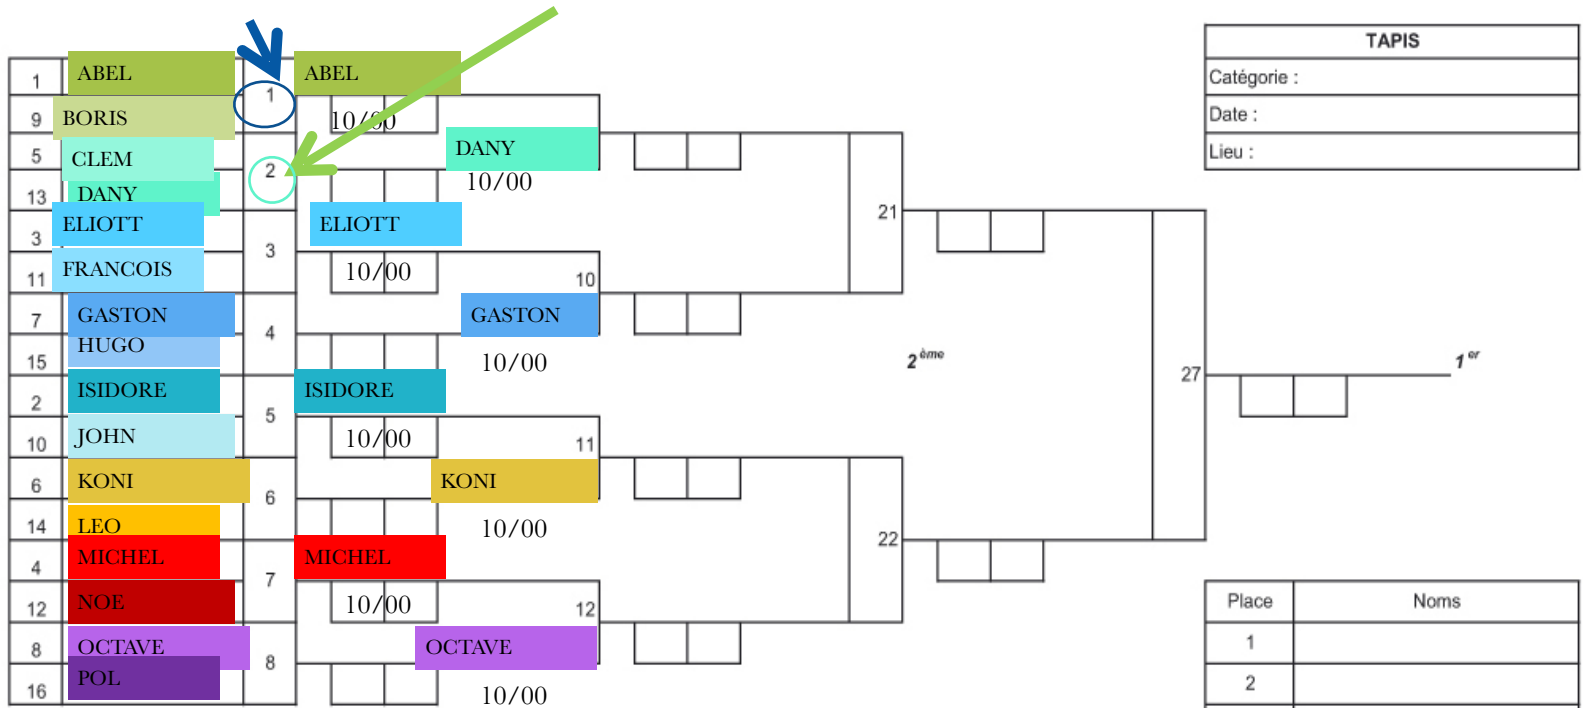 TAPIS
Catégorie :
Date :
Lieu :
1 ABEL 1 ABEL
9 BORIS 10/00
5 CLEM 2 DANY
13 DANY 10/00
3 ELIOTT 3 ELIOTT 21
11 FRANCOIS 10/00 10
7 GASTON 4 GASTON
15 HUGO 10/00 2ème 27 1er
2 ISIDORE 5 ISIDORE
10 JOHN 10/00 11
6 KONI 6 KONI
14 LEO 10/00 22
4 MICHEL 7 MICHEL
12 NOE 10/00 12
8 OCTAVE 8 OCTAVE
16 POL 10/00
Place Noms
1
2